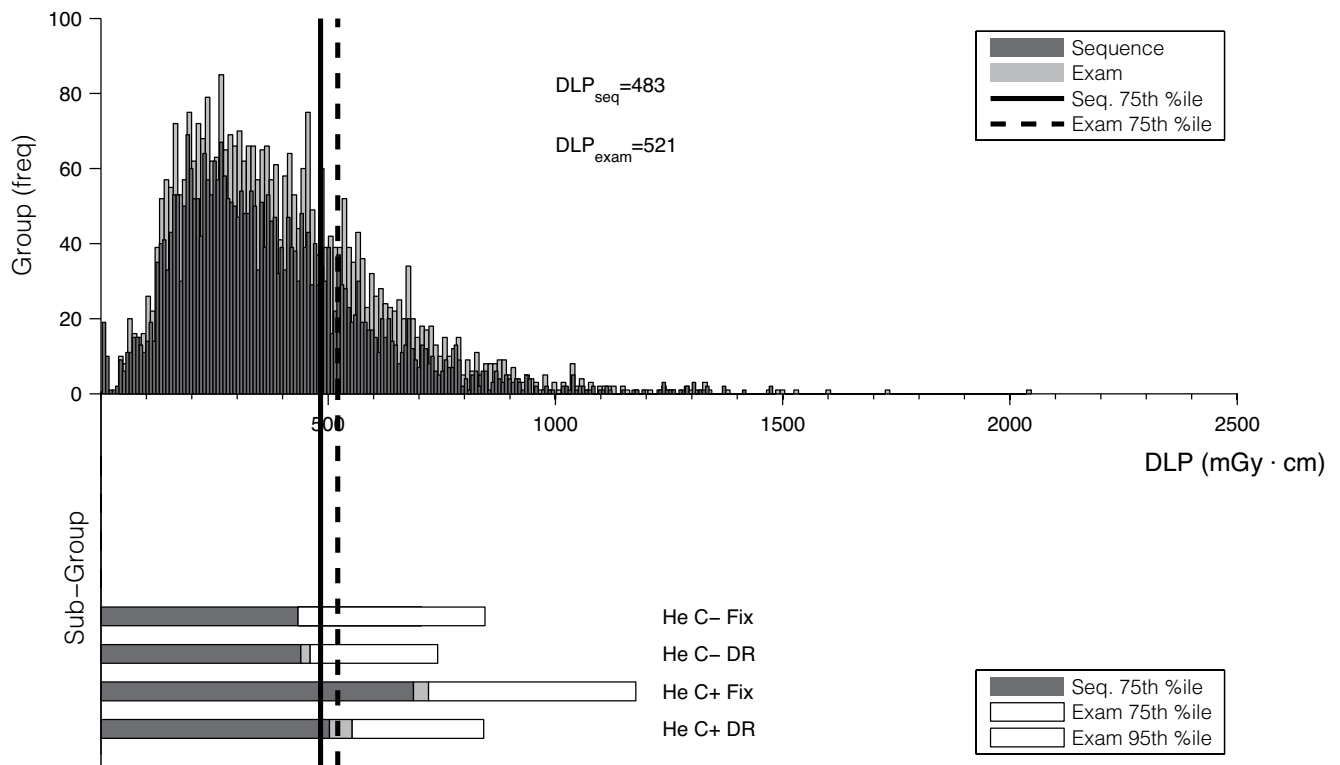 100
80
60
40
20
0
Group (freq)
DLPseq=483
DLPexam=521
Sequence
Exam
Seq. 75th %ile
Exam 75th %ile
500
1000
1500
2000
2500
DLP (mGy · cm)
Sub−Group
He C− Fix
He C− DR
He C+ Fix
He C+ DR
Seq. 75th %ile
Exam 75th %ile
Exam 95th %ile